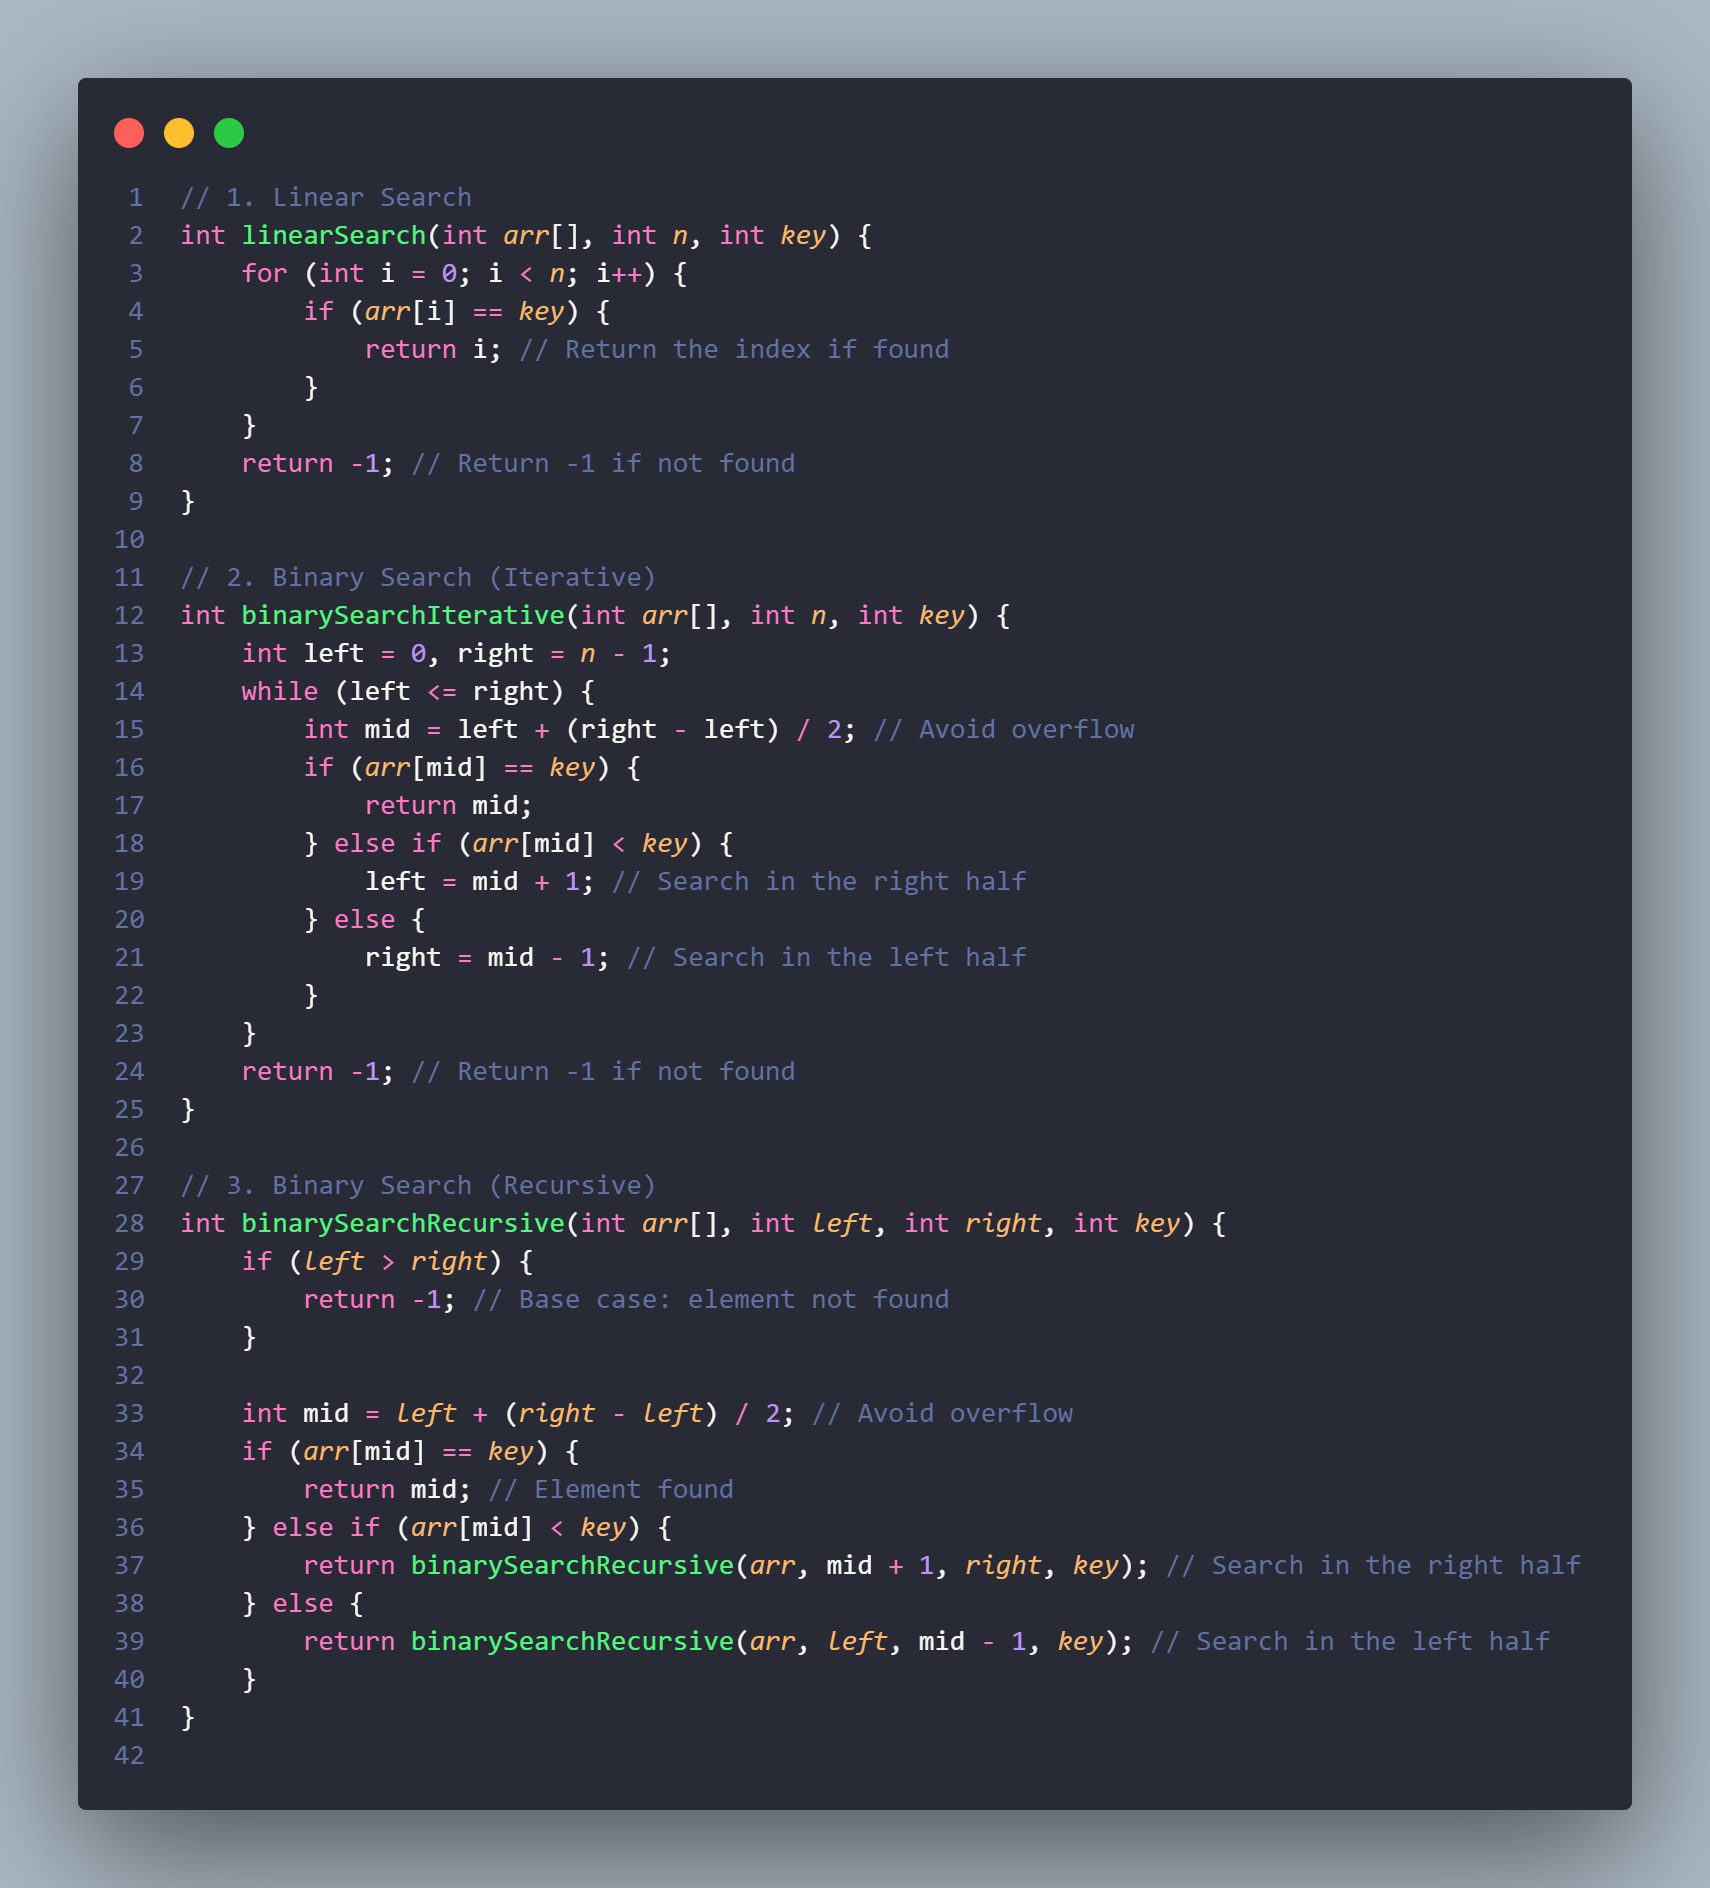 1 // 1. Linear Search
2 int linearSearch(int arr[], int n, int key) {
3     for (int i = 0; i < n; i++) {
4         if (arr[i] == key) {
5             return i; // Return the index if found
6         }
7     }
8     return -1; // Return -1 if not found
9 }
10
11 // 2. Binary Search (Iterative)
12 int binarySearchIterative(int arr[], int n, int key) {
13     int left = 0, right = n - 1;
14     while (left <= right) {
15         int mid = left + (right - left) / 2; // Avoid overflow
16         if (arr[mid] == key) {
17             return mid;
18         } else if (arr[mid] < key) {
19             left = mid + 1; // Search in the right half
20         } else {
21             right = mid - 1; // Search in the left half
22         }
23     }
24     return -1; // Return -1 if not found
25 }
26
27 // 3. Binary Search (Recursive)
28 int binarySearchRecursive(int arr[], int left, int right, int key) {
29     if (left > right) {
30         return -1; // Base case: element not found
31     }
32
33     int mid = left + (right - left) / 2; // Avoid overflow
34     if (arr[mid] == key) {
35         return mid; // Element found
36     } else if (arr[mid] < key) {
37         return binarySearchRecursive(arr, mid + 1, right, key); // Search in the right half
38     } else {
39         return binarySearchRecursive(arr, left, mid - 1, key); // Search in the left half
40     }
41 }
42